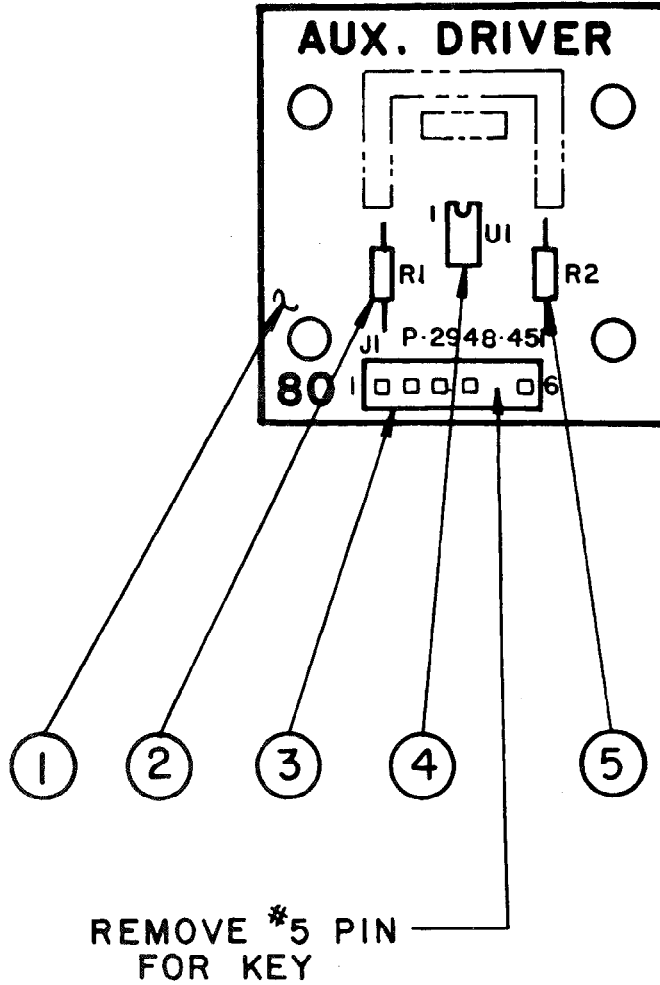 AUX. DRIVER
1 U1
R1 R2
J1 P-2948-451
80 1 6
1 2 3 4 5
REMOVE #5 PIN
FOR KEY